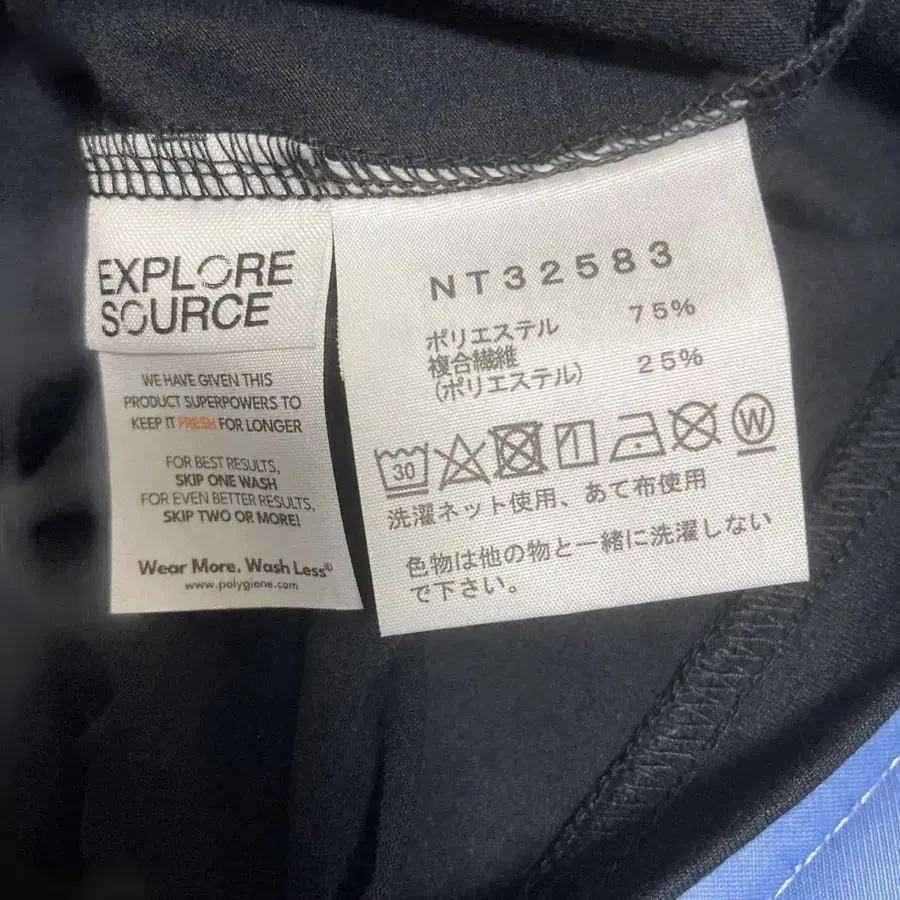 EXPLORE
SOURCE
WE HAVE GIVEN THIS
PRODUCT SUPERPOWERS TO
KEEP IT FRESH FOR LONGER
FOR BEST RESULTS,
SKIP ONE WASH
FOR EVEN BETTER RESULTS,
SKIP TWO OR MORE!
Wear More. Wash Less®
www.polygiene.com
NT32583
ポリエステル 75%
複合繊維
(ポリエステル) 25%
30
W
洗濯ネット使用、あて布使用
色物は他の物と一緒に洗濯しない
で下さい。